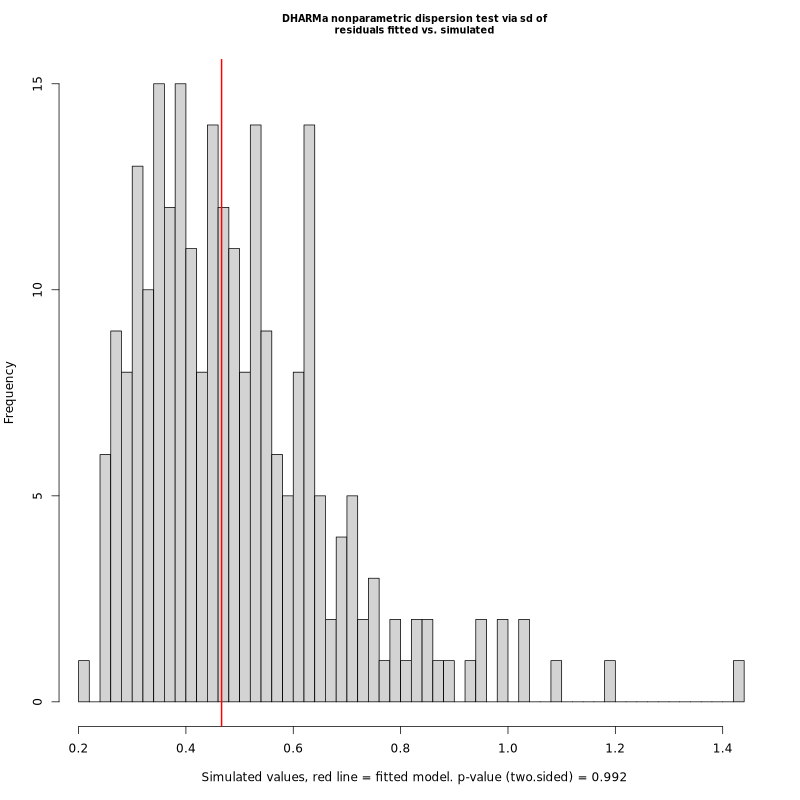 DHARMa nonparametric dispersion test via sd of
residuals fitted vs. simulated
Frequency
15
10
5
0
0.2 0.4 0.6 0.8 1.0 1.2 1.4
Simulated values, red line = fitted model. p-value (two.sided) = 0.992